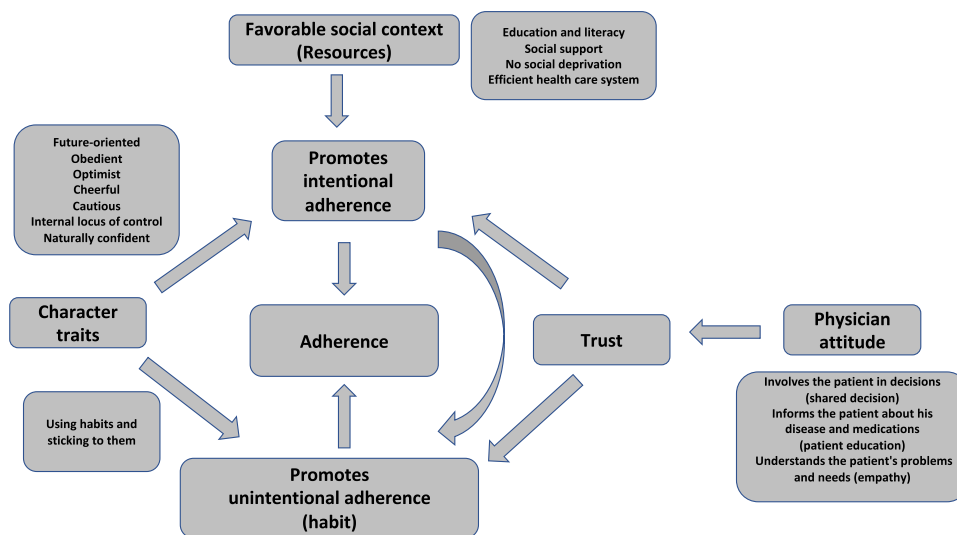 Favorable social context
(Resources)
Education and literacy
Social support
No social deprivation
Efficient health care system
Future-oriented
Obedient
Optimist
Cheerful
Cautious
Internal locus of control
Naturally confident
Promotes
intentional
adherence
Character
traits
Adherence
Trust
Physician
attitude
Using habits and
sticking to them
Involves the patient in decisions
(shared decision)
Informs the patient about his
disease and medications
(patient education)
Understands the patient's problems
and needs (empathy)
Promotes
unintentional adherence
(habit)